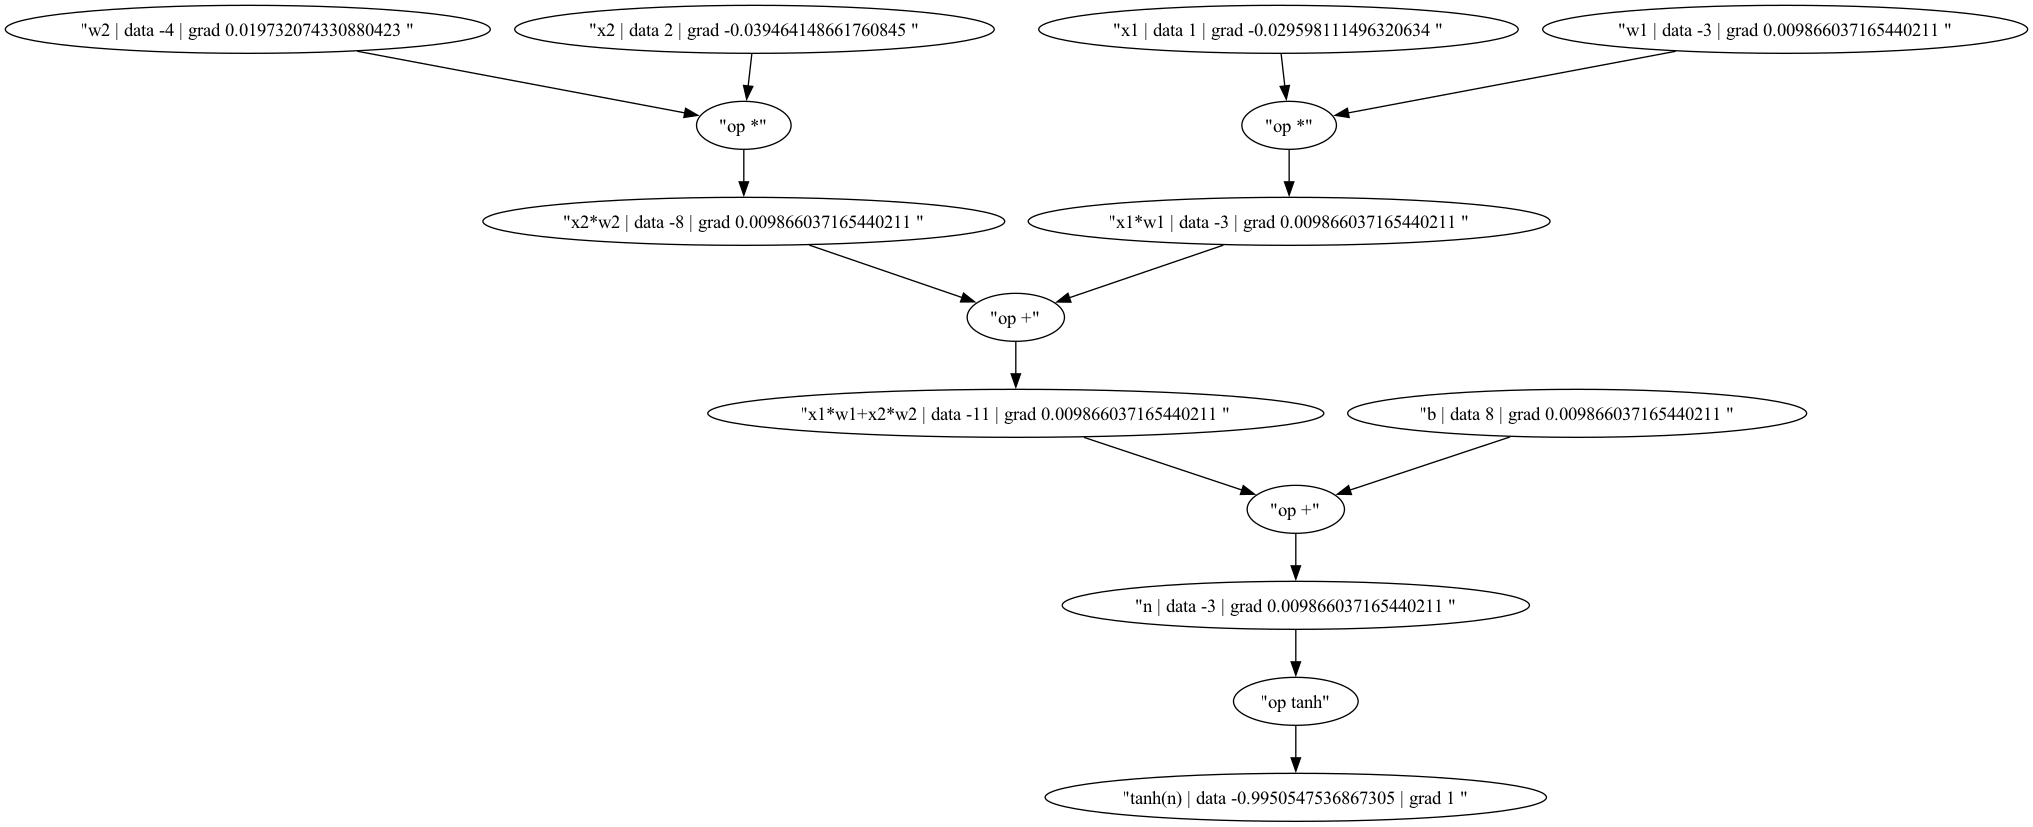 "w2 | data -4 | grad 0.019732074330880423 "
"x2 | data 2 | grad -0.039464148661760845 "
"x1 | data 1 | grad -0.029598111496320634 "
"w1 | data -3 | grad 0.009866037165440211 "
"op *"
"op *"
"x2*w2 | data -8 | grad 0.009866037165440211 "
"x1*w1 | data -3 | grad 0.009866037165440211 "
"op +"
"x1*w1+x2*w2 | data -11 | grad 0.009866037165440211 "
"b | data 8 | grad 0.009866037165440211 "
"op +"
"n | data -3 | grad 0.009866037165440211 "
"op tanh"
"tanh(n) | data -0.9950547536867305 | grad 1 "